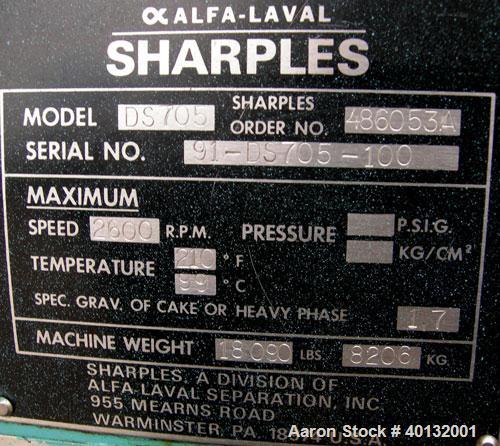 ALFA-LAVAL
SHARPLES
MODEL DS705 SHARPLES ORDER NO. 486053A
SERIAL NO. 91-DS705-100
MAXIMUM
SPEED 2600 R.P.M. PRESSURE P.S.I.G.
KG/CM²
TEMPERATURE 210 °F
99 °C
SPEC. GRAV. OF CAKE OR HEAVY PHASE 1.7
MACHINE WEIGHT 18090 LBS 8206 KG.
SHARPLES, A DIVISION OF
ALFA-LAVAL SEPARATION, INC.
955 MEARNS ROAD
WARMINSTER, PA
Aaron Stock # 40132001